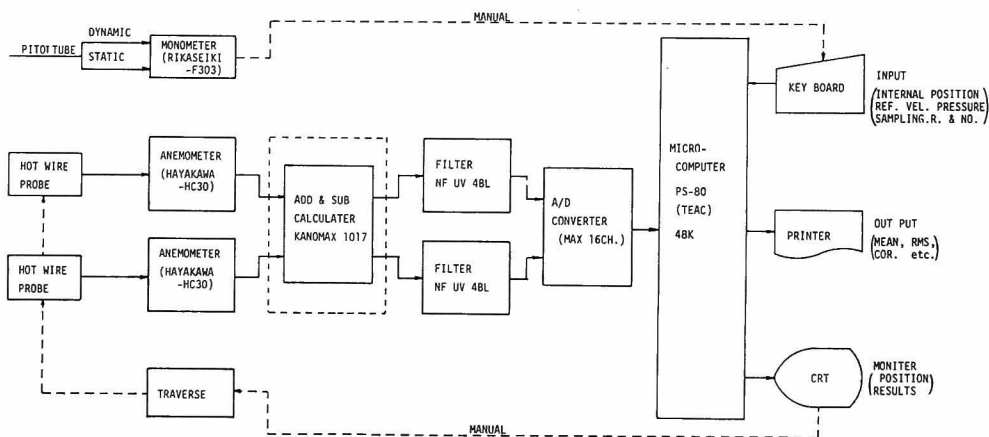 MANUAL
DYNAMIC
PITOT TUBE
STATIC
MONOMETER
(RIKASEIKI
-F303)
KEY BOARD
INPUT
(INTERNAL POSITION
REF. VEL. PRESSURE
SAMPLING.R. & NO.)
HOT WIRE
PROBE
ANEMOMETER
(HAYAKAWA
-HC30)
ADD & SUB
CALCULATER
KANOMAX 1017
FILTER
NF UV 4BL
A/D
CONVERTER
(MAX 16CH.)
MICRO-
COMPUTER
PS-80
(TEAC)
48K
PRINTER
OUT PUT
(MEAN, RMS,
COR. etc.)
HOT WIRE
PROBE
ANEMOMETER
(HAYAKAWA
-HC30)
FILTER
NF UV 4BL
TRAVERSE
CRT
MONITER
(POSITION
RESULTS)
MANUAL